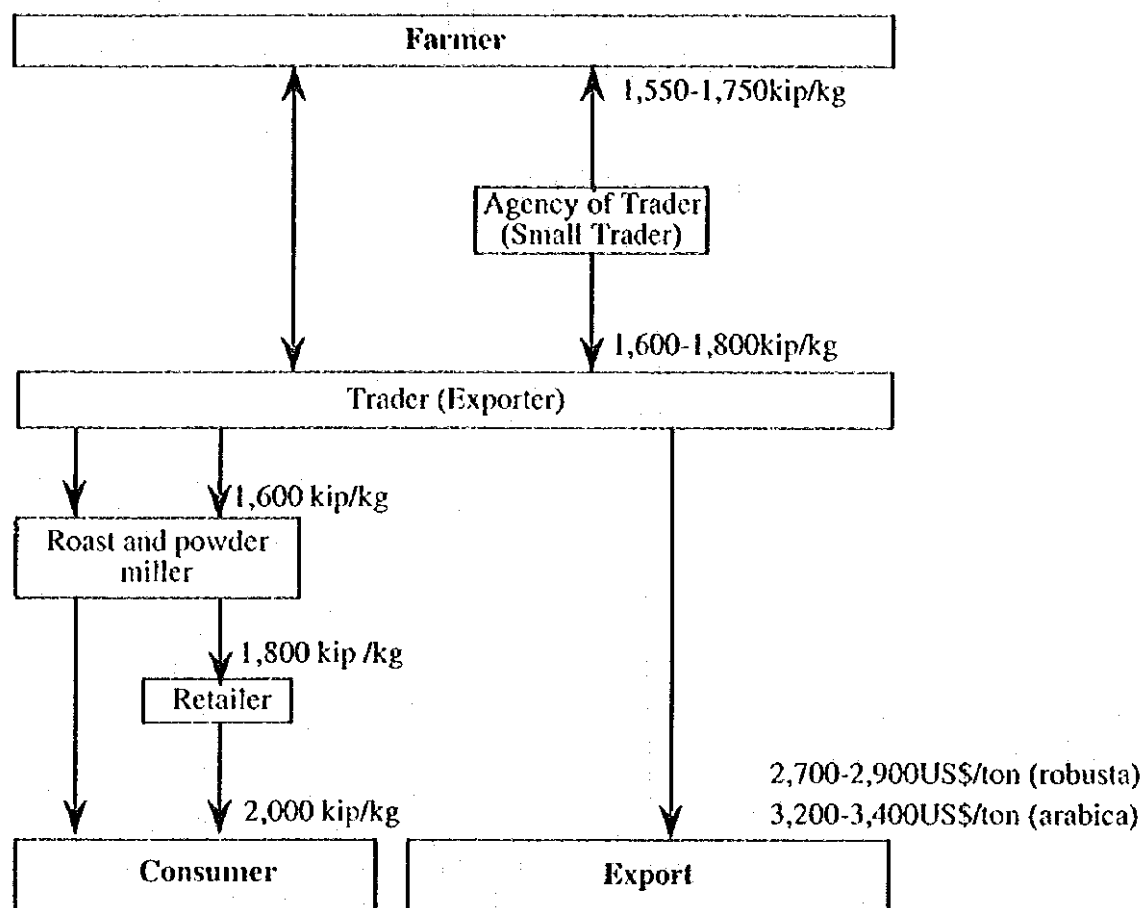 Farmer
1,550-1,750kip/kg
Agency of Trader
(Small Trader)
1,600-1,800kip/kg
Trader (Exporter)
1,600 kip/kg
Roast and powder
miller
1,800 kip /kg
Retailer
2,700-2,900US$/ton (robusta)
2,000 kip/kg
3,200-3,400US$/ton (arabica)
Consumer
Export